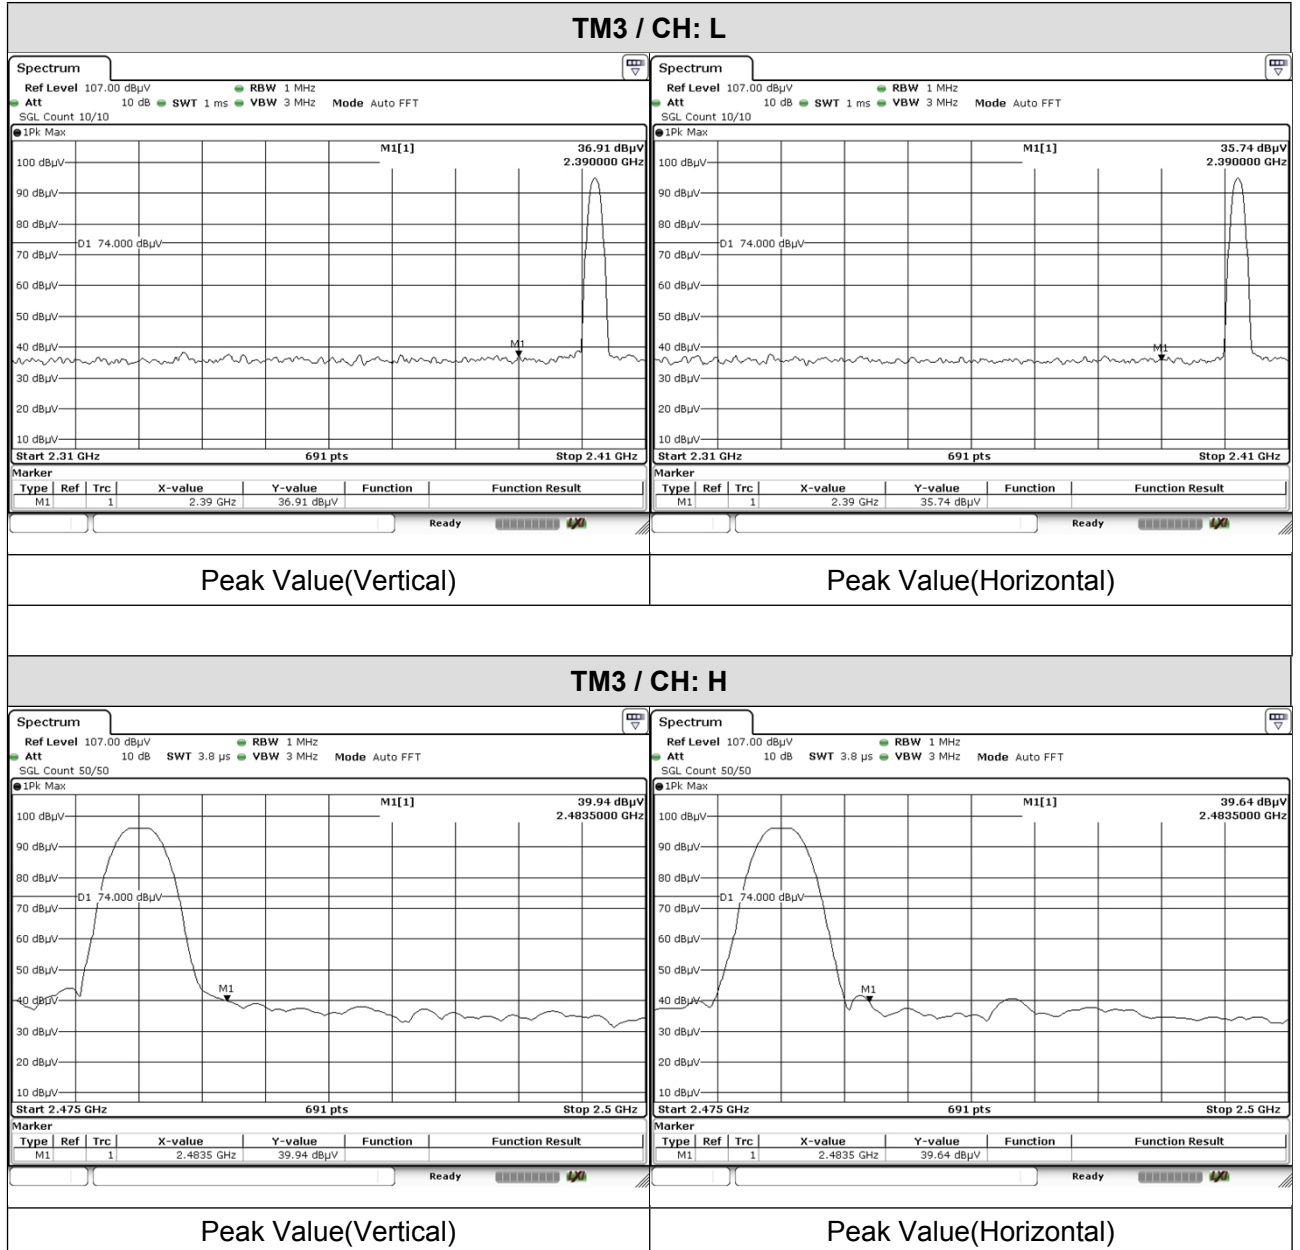 TM3 / CH: L
Spectrum
Ref Level 107.00 dBµV RBW 1 MHz
Att 10 dB SWT 1 ms VBW 3 MHz Mode Auto FFT
SGL Count 10/10
1Pk Max
M1[1] 36.91 dBµV
2.390000 GHz
100 dBµV
90 dBµV
80 dBµV
D1 74.000 dBµV
70 dBµV
60 dBµV
50 dBµV
40 dBµV
M1
30 dBµV
20 dBµV
10 dBµV
Start 2.31 GHz 691 pts Stop 2.41 GHz
Marker
Type Ref Trc X-value Y-value Function Function Result
M1 1 2.39 GHz 36.91 dBµV
Ready LXI
Peak Value(Vertical)
Spectrum
Ref Level 107.00 dBµV RBW 1 MHz
Att 10 dB SWT 1 ms VBW 3 MHz Mode Auto FFT
SGL Count 10/10
1Pk Max
M1[1] 35.74 dBµV
2.390000 GHz
100 dBµV
90 dBµV
80 dBµV
D1 74.000 dBµV
70 dBµV
60 dBµV
50 dBµV
40 dBµV
M1
30 dBµV
20 dBµV
10 dBµV
Start 2.31 GHz 691 pts Stop 2.41 GHz
Marker
Type Ref Trc X-value Y-value Function Function Result
M1 1 2.39 GHz 35.74 dBµV
Ready LXI
Peak Value(Horizontal)
TM3 / CH: H
Spectrum
Ref Level 107.00 dBµV RBW 1 MHz
Att 10 dB SWT 3.8 µs VBW 3 MHz Mode Auto FFT
SGL Count 50/50
1Pk Max
M1[1] 39.94 dBµV
2.4835000 GHz
100 dBµV
90 dBµV
80 dBµV
D1 74.000 dBµV
70 dBµV
60 dBµV
50 dBµV
M1
40 dBµV
30 dBµV
20 dBµV
10 dBµV
Start 2.475 GHz 691 pts Stop 2.5 GHz
Marker
Type Ref Trc X-value Y-value Function Function Result
M1 1 2.4835 GHz 39.94 dBµV
Ready LXI
Peak Value(Vertical)
Spectrum
Ref Level 107.00 dBµV RBW 1 MHz
Att 10 dB SWT 3.8 µs VBW 3 MHz Mode Auto FFT
SGL Count 50/50
1Pk Max
M1[1] 39.64 dBµV
2.4835000 GHz
100 dBµV
90 dBµV
80 dBµV
D1 74.000 dBµV
70 dBµV
60 dBµV
50 dBµV
M1
40 dBµV
30 dBµV
20 dBµV
10 dBµV
Start 2.475 GHz 691 pts Stop 2.5 GHz
Marker
Type Ref Trc X-value Y-value Function Function Result
M1 1 2.4835 GHz 39.64 dBµV
Ready LXI
Peak Value(Horizontal)